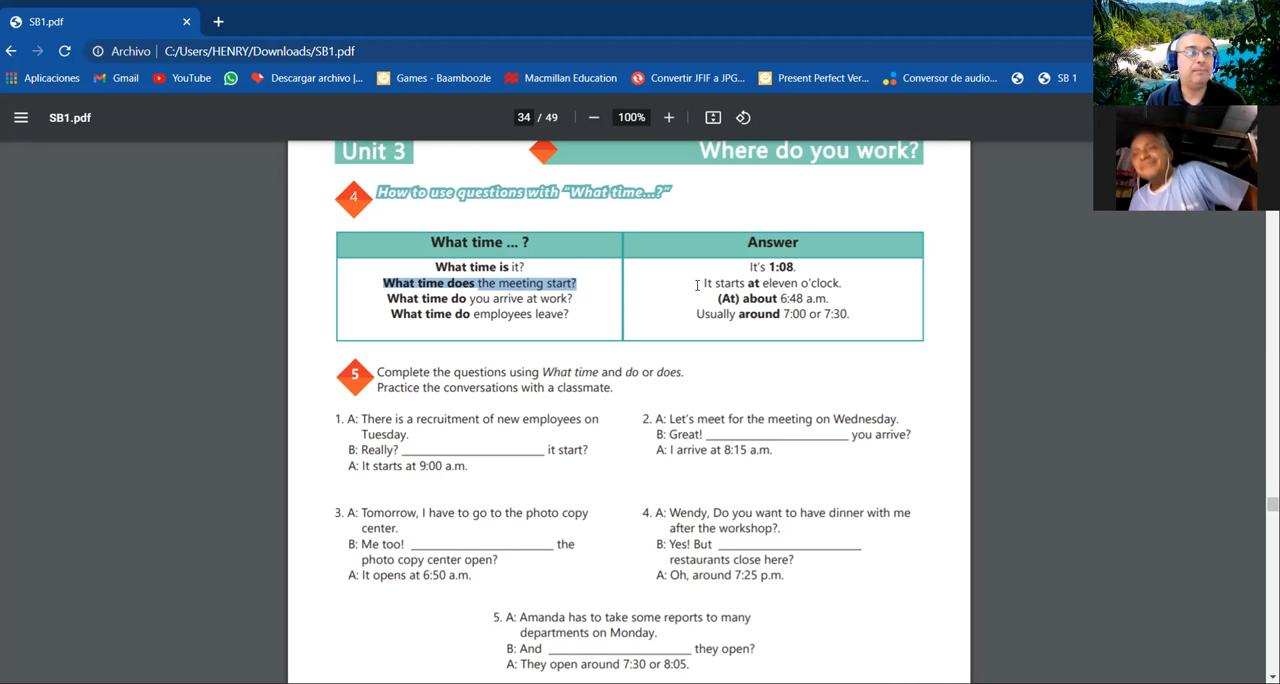 SB1.pdf
Archivo
C:/Users/HENRY/Downloads/SB1.pdf
Aplicaciones
Gmail
YouTube
Descargar archivo |...
Games - Baamboozle
Macmillan Education
Convertir JFIF a JPG...
Present Perfect Ver...
Conversor de audio...
SB 1
SB1.pdf
34 / 49
100%
Unit 3
Where do you work?
4
How to use questions with “What time...?”
What time ... ?
Answer
What time is it?
It's 1:08.
What time does the meeting start?
It starts at eleven o'clock.
What time do you arrive at work?
(At) about 6:48 a.m.
What time do employees leave?
Usually around 7:00 or 7:30.
5
Complete the questions using What time and do or does.
Practice the conversations with a classmate.
1. A: There is a recruitment of new employees on
Tuesday.
B: Really? ______________________ it start?
A: It starts at 9:00 a.m.
2. A: Let's meet for the meeting on Wednesday.
B: Great! ______________________ you arrive?
A: I arrive at 8:15 a.m.
3. A: Tomorrow, I have to go to the photo copy
center.
B: Me too! ______________________ the
photo copy center open?
A: It opens at 6:50 a.m.
4. A: Wendy, Do you want to have dinner with me
after the workshop?.
B: Yes! But ______________________
restaurants close here?
A: Oh, around 7:25 p.m.
5. A: Amanda has to take some reports to many
departments on Monday.
B: And ______________________ they open?
A: They open around 7:30 or 8:05.